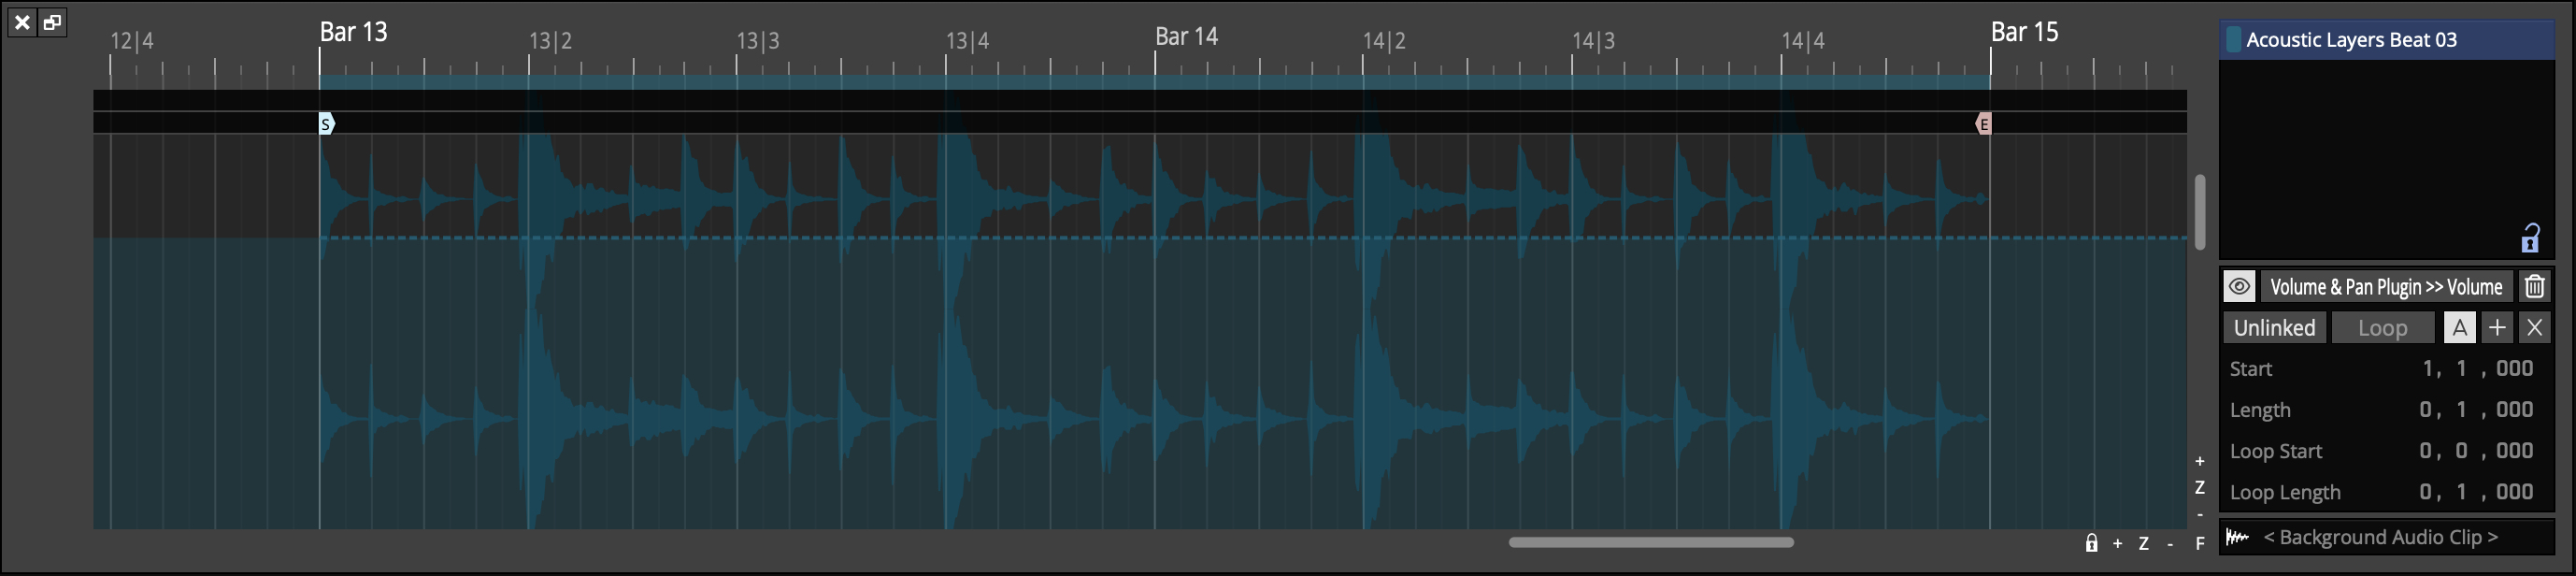 12|4
Bar 13
13|2
13|3
13|4
Bar 14
14|2
14|3
14|4
Bar 15
S
E
Acoustic Layers Beat 03
Volume & Pan Plugin >> Volume
Unlinked
Loop
A
+
X
Start 1, 1, 000
Length 0, 1, 000
Loop Start 0, 0, 000
Loop Length 0, 1, 000
< Background Audio Clip >
+
Z
-
+ Z - F